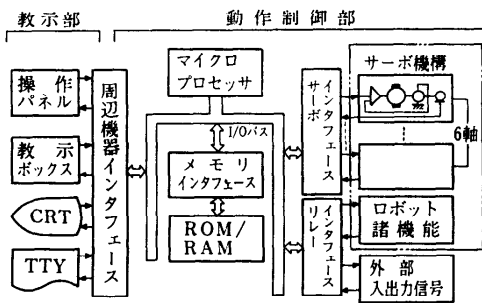 教示部
動作制御部
操作
パネル
教示
ボックス
CRT
TTY
周辺機器インタフェース
マイクロ
プロセッサ
I/Oバス
メモリ
インタフェース
ROM/
RAM
サーボ
インタフェース
リレー
インタフェース
サーボ機構
6軸
ロボット
諸機能
外部
入出力信号